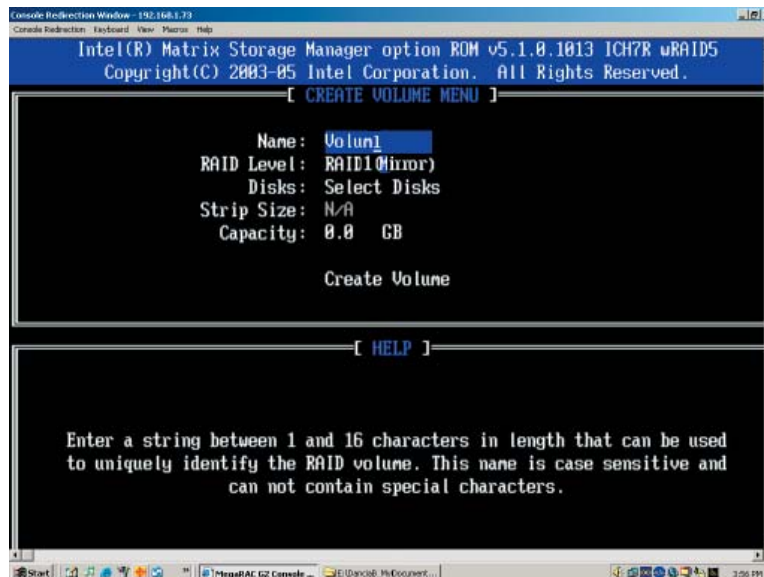 Console Redirection Window - 192.168.1.73
Console Redirection Keyboard View Macros Help
Intel(R) Matrix Storage Manager option ROM v5.1.0.1013 ICH7R wRAID5
Copyright(C) 2003-05 Intel Corporation. All Rights Reserved.
[ CREATE VOLUME MENU ]
Name: Volum1
RAID Level: RAID1(Mirror)
Disks: Select Disks
Strip Size: N/A
Capacity: 0.0 GB
Create Volume
[ HELP ]
Enter a string between 1 and 16 characters in length that can be used
to uniquely identify the RAID volume. This name is case sensitive and
can not contain special characters.
Start
MegaRAC G2 Console ...
3:56 PM